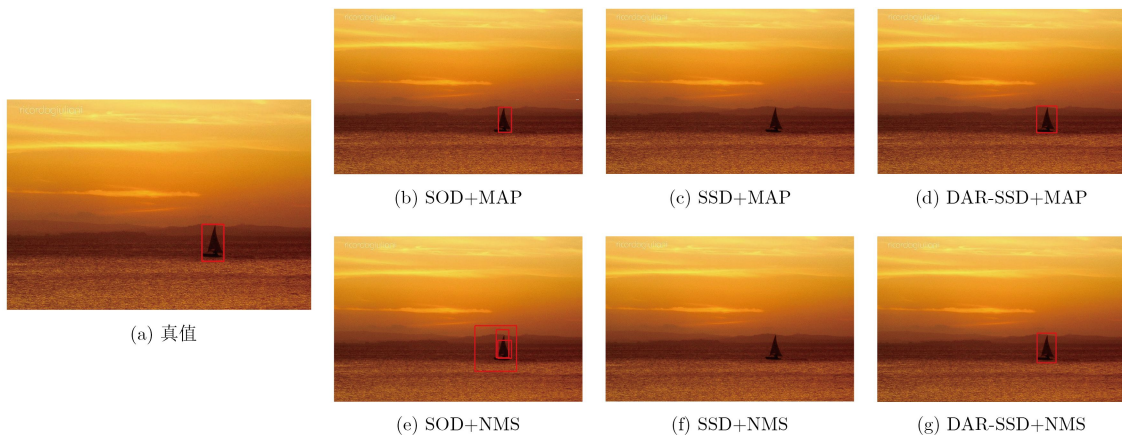 (a) 真值
(b) SOD+MAP
(c) SSD+MAP
(d) DAR-SSD+MAP
(e) SOD+NMS
(f) SSD+NMS
(g) DAR-SSD+NMS